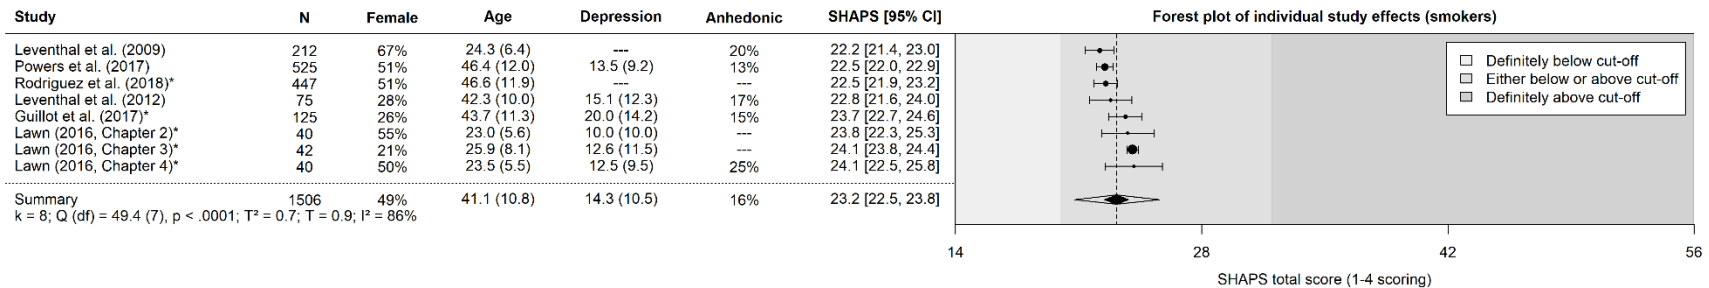 Study N Female Age Depression Anhedonic SHAPS [95% CI] Forest plot of individual study effects (smokers)
Leventhal et al. (2009) 212 67% 24.3 (6.4) --- 20% 22.2 [21.4, 23.0]
Powers et al. (2017) 525 51% 46.4 (12.0) 13.5 (9.2) 13% 22.5 [22.0, 22.9]
Rodriguez et al. (2018)* 447 51% 46.6 (11.9) --- --- 22.5 [21.9, 23.2]
Leventhal et al. (2012) 75 28% 42.3 (10.0) 15.1 (12.3) 17% 22.8 [21.6, 24.0]
Guillot et al. (2017)* 125 26% 43.7 (11.3) 20.0 (14.2) 15% 23.7 [22.7, 24.6]
Lawn (2016, Chapter 2)* 40 55% 23.0 (5.6) 10.0 (10.0) --- 23.8 [22.3, 25.3]
Lawn (2016, Chapter 3)* 42 21% 25.9 (8.1) 12.6 (11.5) --- 24.1 [23.8, 24.4]
Lawn (2016, Chapter 4)* 40 50% 23.5 (5.5) 12.5 (9.5) 25% 24.1 [22.5, 25.8]
Summary 1506 49% 41.1 (10.8) 14.3 (10.5) 16% 23.2 [22.5, 23.8]
k = 8; Q (df) = 49.4 (7), p < .0001; T² = 0.7; T = 0.9; I² = 86%
Definitely below cut-off
Either below or above cut-off
Definitely above cut-off
14 28 42 56
SHAPS total score (1-4 scoring)